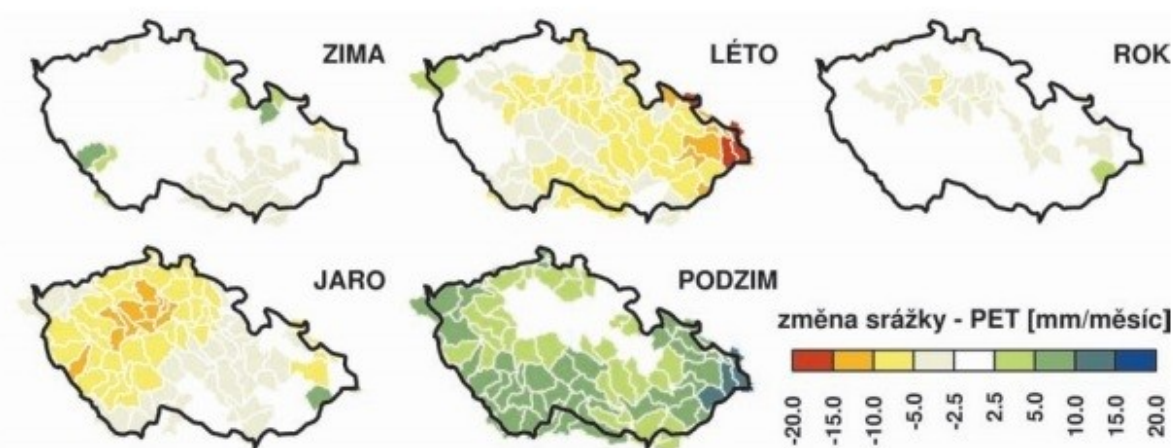 ZIMA
LÉTO
ROK
JARO
PODZIM
změna srážky - PET [mm/měsíc]
-20.0
-15.0
-10.0
-5.0
-2.5
2.5
5.0
10.0
15.0
20.0